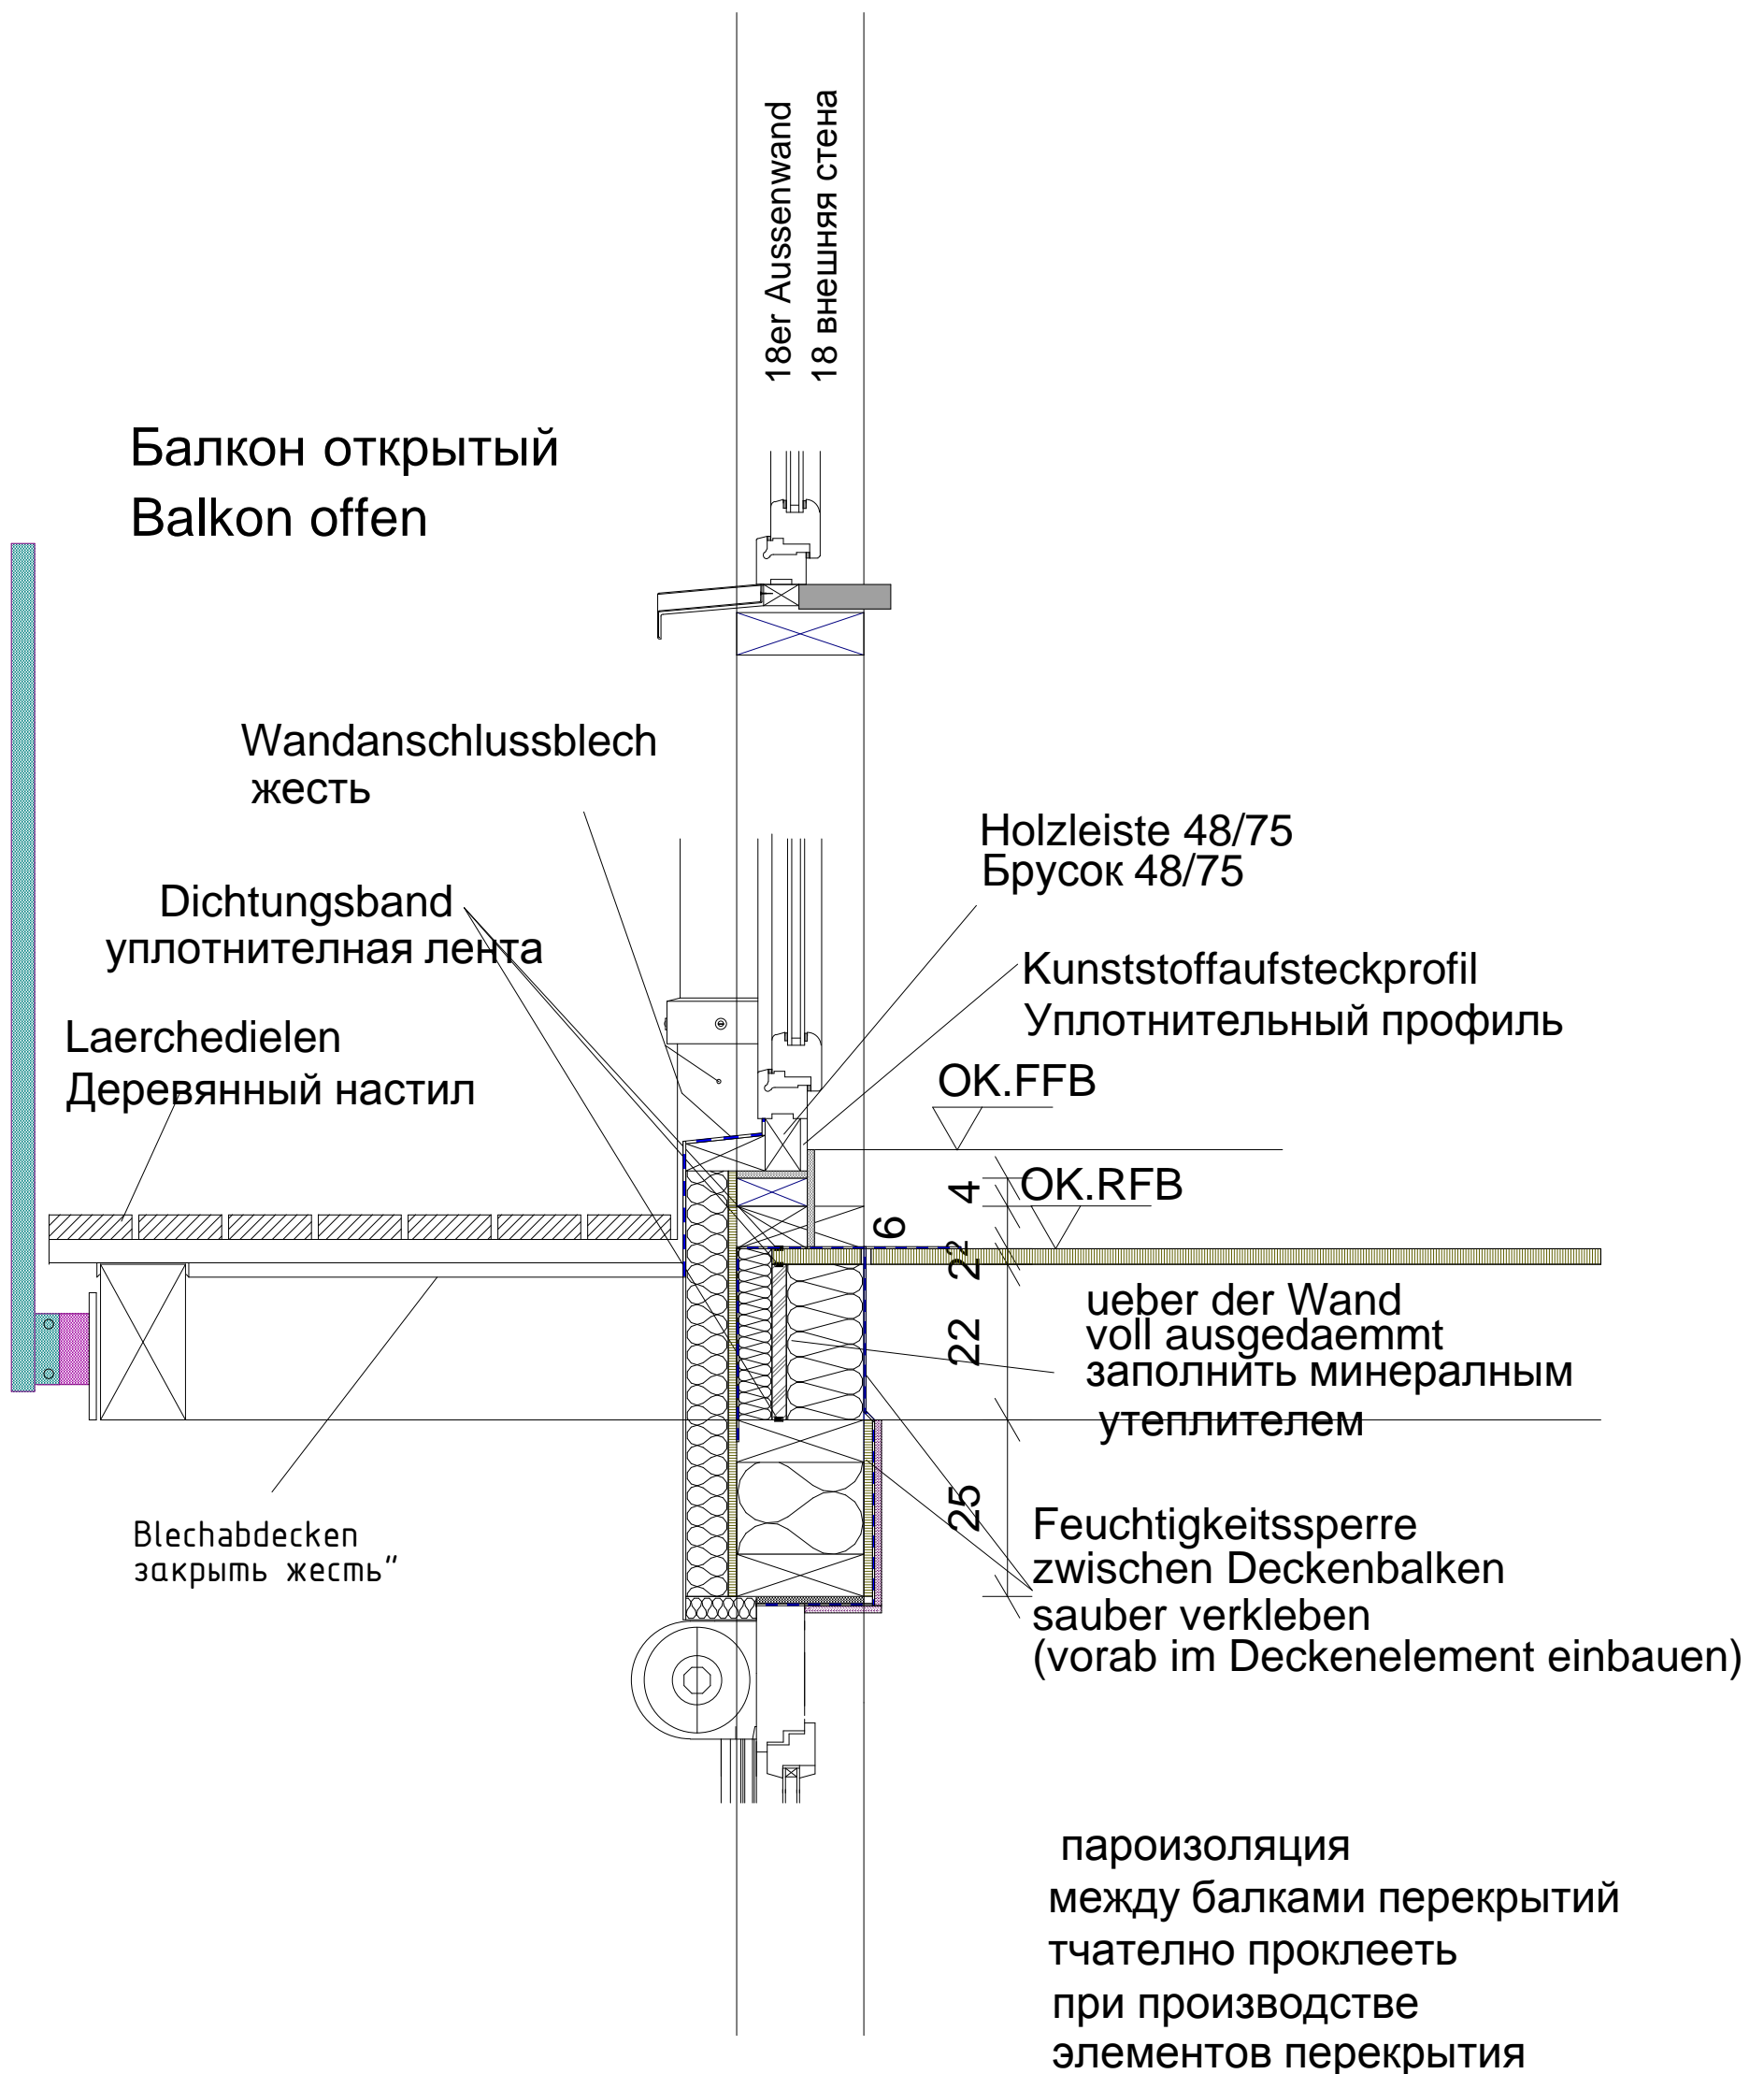 18er Aussenwand
18 внешняя стена
Балкон открытый
Balkon offen
Wandanschlussblech
жесть
Holzleiste 48/75
Брусок 48/75
Dichtungsband
уплотнителная лента
Kunststoffaufsteckprofil
Уплотнительный профиль
Laerchedielen
Деревянный настил
OK.FFB
OK.RFB
4
6
2²
22
25
ueber der Wand
voll ausgedaemmt
заполнить минералным
утеплителем
Blechabdecken
закрыть жесть"
Feuchtigkeitssperre
zwischen Deckenbalken
sauber verkleben
(vorab im Deckenelement einbauen)
пароизоляция
между балками перекрытий
тчателно проклееть
при производстве
элементов перекрытия